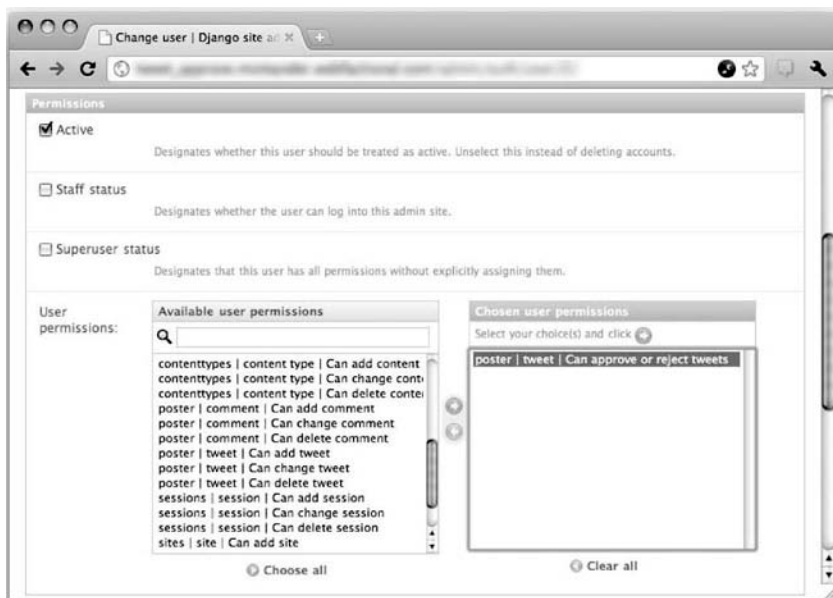 Change user | Django site ad
Permissions
Active
Designates whether this user should be treated as active. Unselect this instead of deleting accounts.
Staff status
Designates whether the user can log into this admin site.
Superuser status
Designates that this user has all permissions without explicitly assigning them.
User permissions:
Available user permissions
contenttypes | content type | Can add content
contenttypes | content type | Can change conte
contenttypes | content type | Can delete conter
poster | comment | Can add comment
poster | comment | Can change comment
poster | comment | Can delete comment
poster | tweet | Can add tweet
poster | tweet | Can change tweet
poster | tweet | Can delete tweet
sessions | session | Can add session
sessions | session | Can change session
sessions | session | Can delete session
sites | site | Can add site
Choose all
Chosen user permissions
Select your choice(s) and click
poster | tweet | Can approve or reject tweets
Clear all